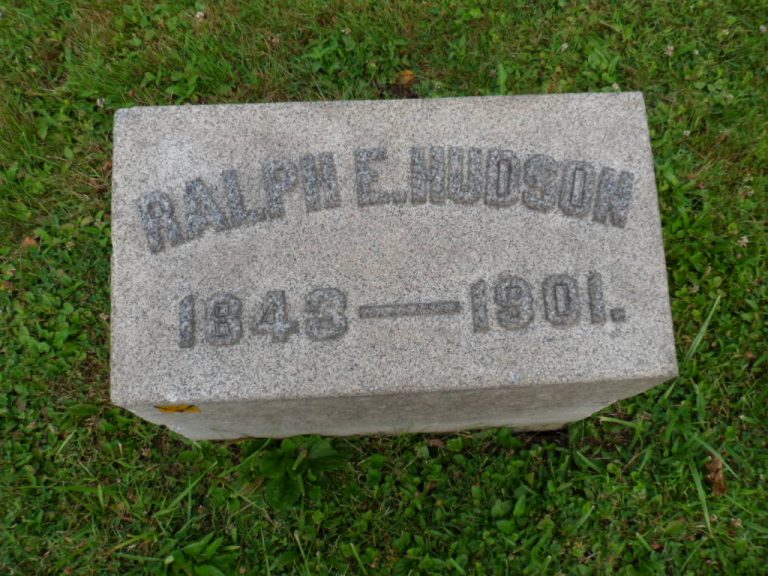 RALPH E. HUDSON
1843 — 1901.